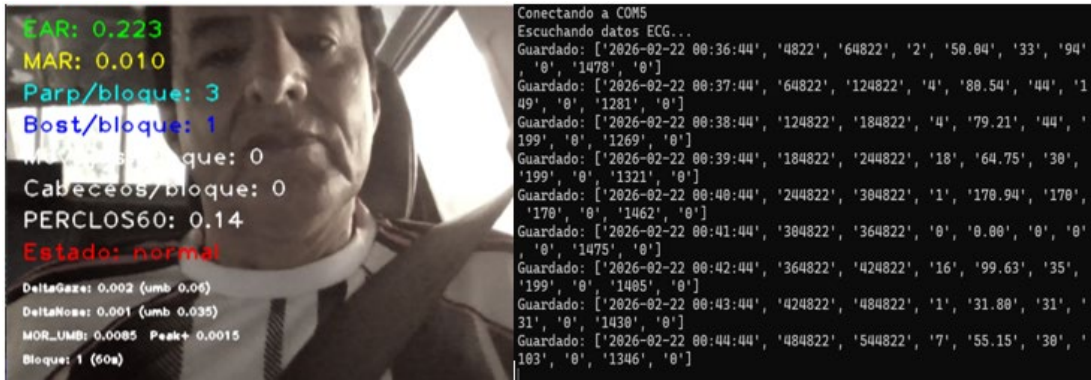 EAR: 0.223
MAR: 0.010
Parp/bloque: 3
Bost/bloque: 1
que: 0
Cabeceos/bloque: 0
PERCLOS60: 0.14
Estado: normal
DeltaGaze: 0.002 (umb 0.06)
DeltaNose: 0.001 (umb 0.035)
MOR_UMB: 0.0085 Peak+ 0.0015
Bloque: 1 (60s)
Conectando a COM5
Escuchando datos ECG...
Guardado: ['2026-02-22 00:36:44', '4822', '64822', '2', '50.04', '33', '94'
, '0', '1478', '0']
Guardado: ['2026-02-22 00:37:44', '64822', '124822', '4', '80.54', '44', '1
49', '0', '1281', '0']
Guardado: ['2026-02-22 00:38:44', '124822', '184822', '4', '79.21', '44', '
199', '0', '1269', '0']
Guardado: ['2026-02-22 00:39:44', '184822', '244822', '18', '64.75', '30',
'199', '0', '1321', '0']
Guardado: ['2026-02-22 00:40:44', '244822', '304822', '1', '170.94', '170',
'170', '0', '1462', '0']
Guardado: ['2026-02-22 00:41:44', '304822', '364822', '0', '0.00', '0', '0'
, '0', '1475', '0']
Guardado: ['2026-02-22 00:42:44', '364822', '424822', '16', '99.63', '35',
'199', '0', '1405', '0']
Guardado: ['2026-02-22 00:43:44', '424822', '484822', '1', '31.80', '31', '
31', '0', '1430', '0']
Guardado: ['2026-02-22 00:44:44', '484822', '544822', '7', '55.15', '30', '
103', '0', '1346', '0']